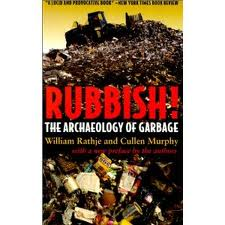 "A LUCID AND PROVOCATIVE BOOK" —NEW YORK TIMES BOOK REVIEW
RUBBISH!
THE ARCHAEOLOGY OF GARBAGE
William Rathje and Cullen Murphy
with a new preface by the authors